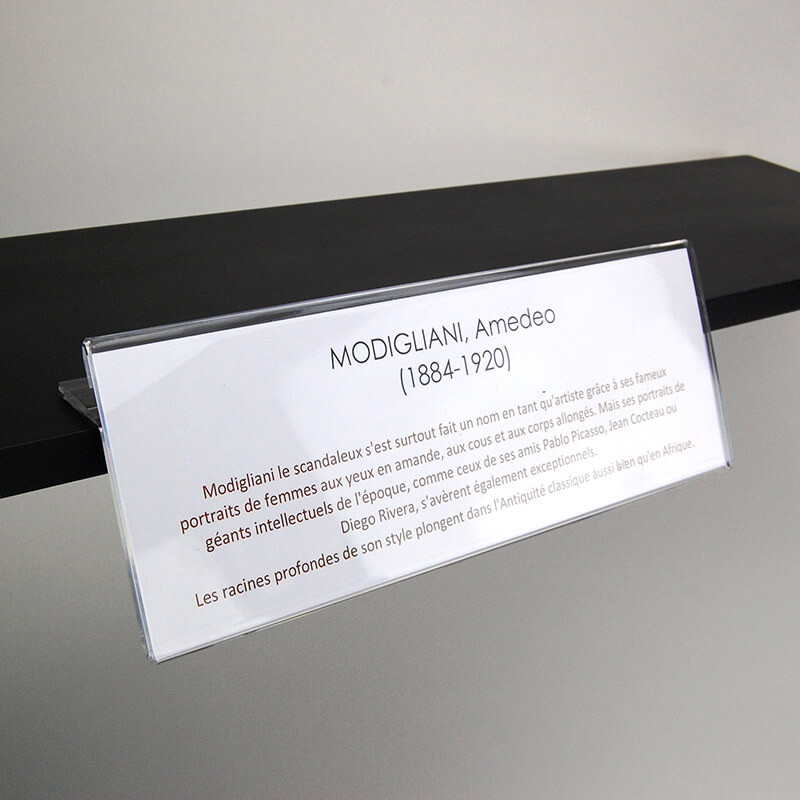 MODIGLIANI, Amedeo
(1884-1920)
Modigliani le scandaleux s'est surtout fait un nom en tant qu'artiste grâce à ses fameux
portraits de femmes aux yeux en amande, aux cous et aux corps allongés. Mais ses portraits de
géants intellectuels de l'époque, comme ceux de ses amis Pablo Picasso, Jean Cocteau ou
Diego Rivera, s'avèrent également exceptionnels.
Les racines profondes de son style plongent dans l'Antiquité classique aussi bien qu'en Afrique.